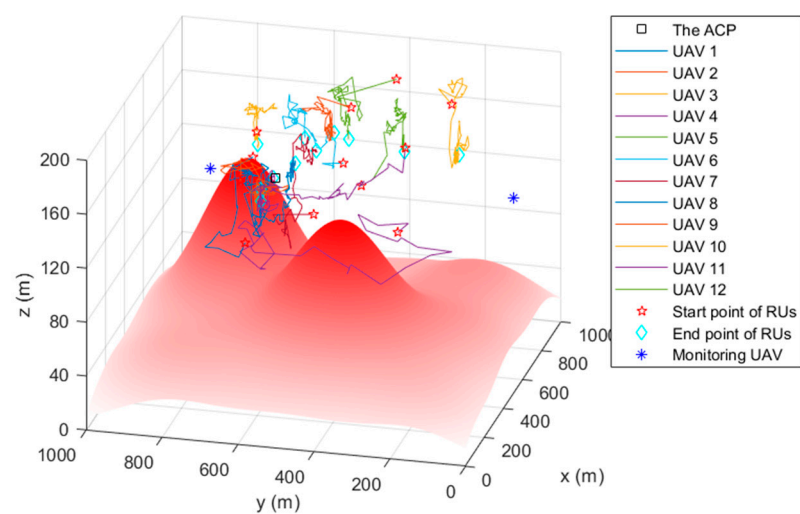 The ACP
UAV 1
UAV 2
UAV 3
UAV 4
UAV 5
UAV 6
UAV 7
UAV 8
UAV 9
UAV 10
UAV 11
UAV 12
Start point of RUs
End point of RUs
Monitoring UAV
200
160
120
80
40
0
z (m)
1000
800
600
400
200
0
y (m)
0
200
400
600
800
1000
x (m)